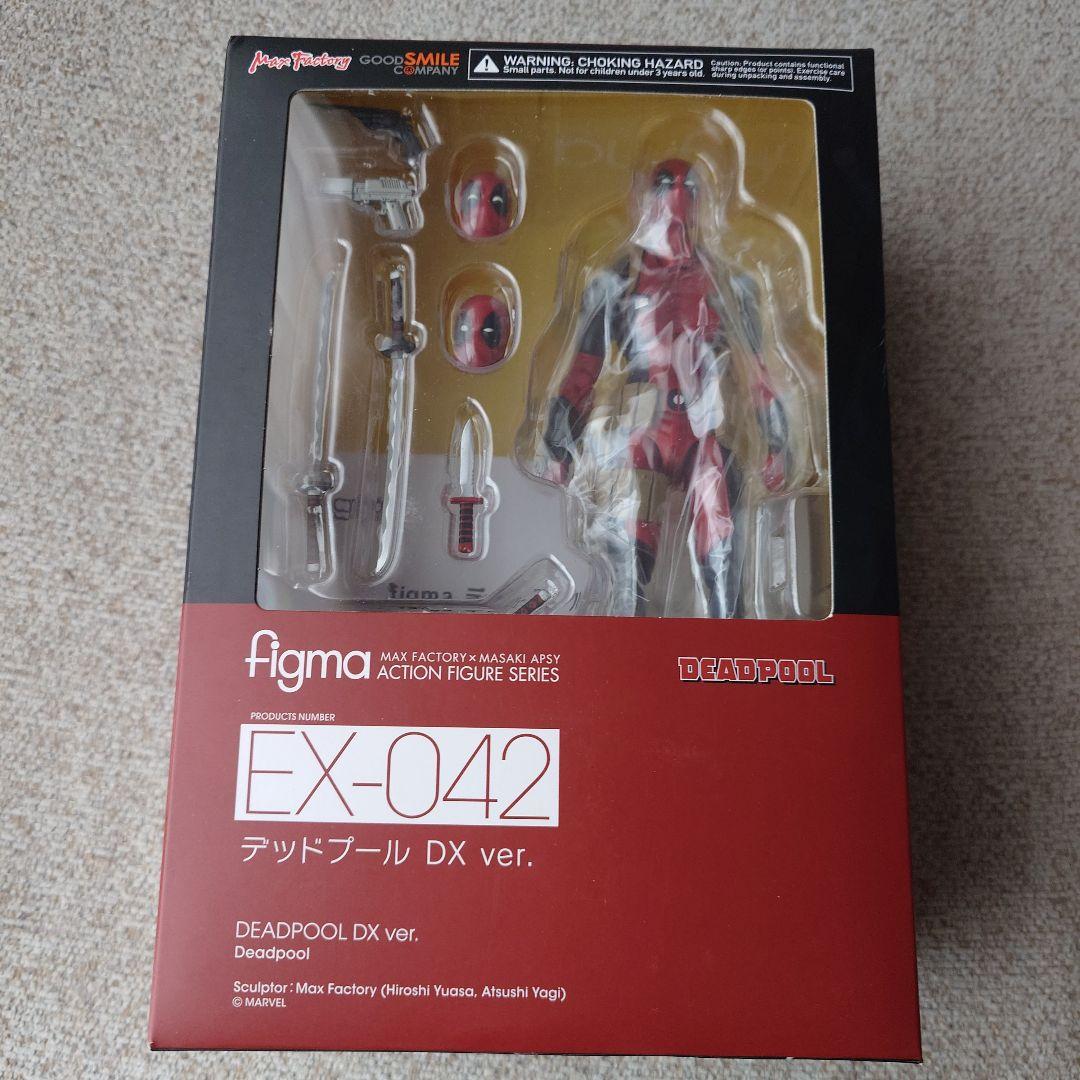 Max Factory
GOOD SMILE
COMPANY
WARNING: CHOKING HAZARD
Small parts. Not for children under 3 years old.
Caution: Product contains functional
sharp edges (or points). Exercise care
during unpacking and assembly.
figma
figma
MAX FACTORY × MASAKI APSY
ACTION FIGURE SERIES
DEADPOOL
PRODUCTS NUMBER
EX-042
デッドプール DX ver.
DEADPOOL DX ver.
Deadpool
Sculptor : Max Factory (Hiroshi Yuasa, Atsushi Yagi)
© MARVEL